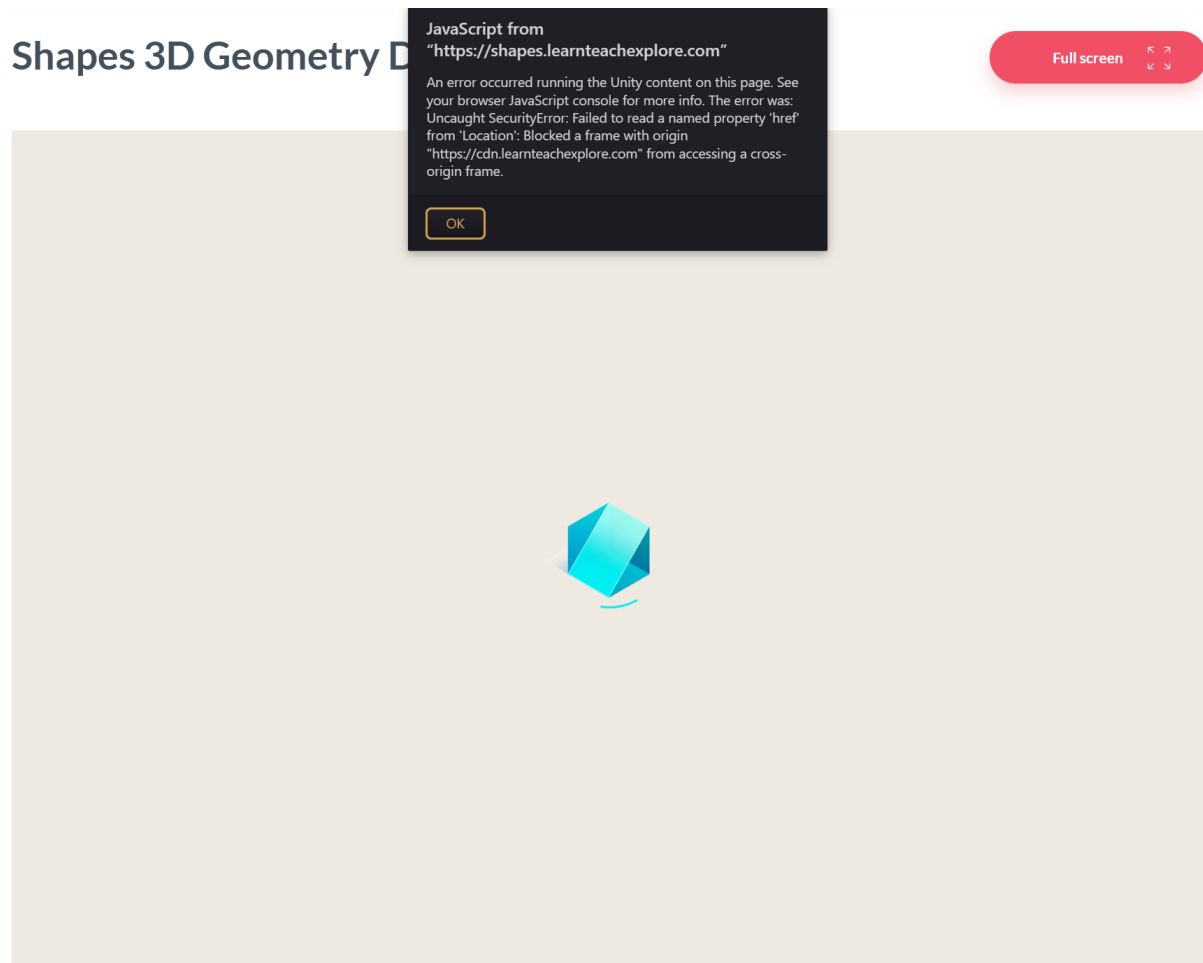 Shapes 3D Geometry D
JavaScript from
“https://shapes.learnteachexplore.com”
An error occurred running the Unity content on this page. See
your browser JavaScript console for more info. The error was:
Uncaught SecurityError: Failed to read a named property 'href'
from 'Location': Blocked a frame with origin
"https://cdn.learnteachexplore.com" from accessing a cross-
origin frame.
OK
Full screen